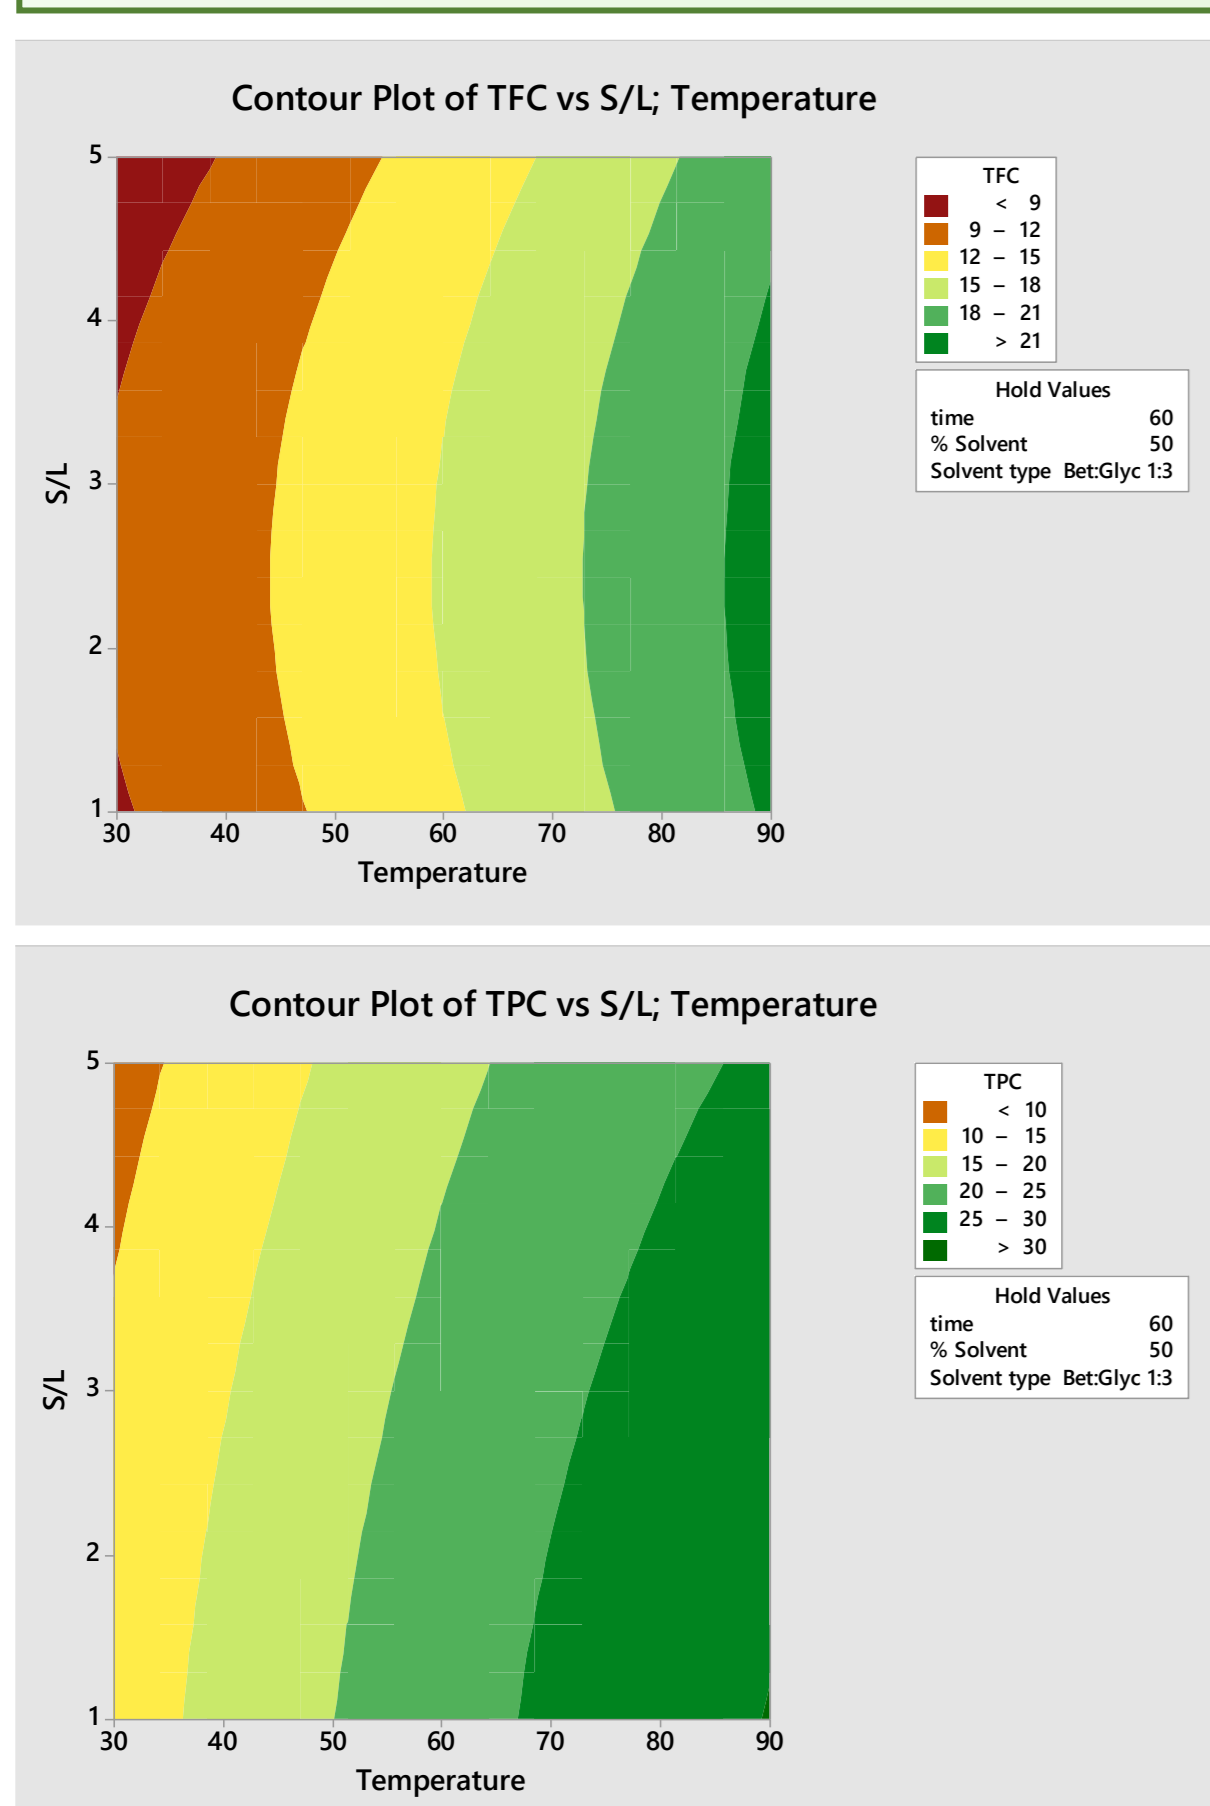 Contour Plot of TFC vs S/L; Temperature
5
4
3
2
1
S/L
30 40 50 60 70 80 90
Temperature
TFC
< 9
9 – 12
12 – 15
15 – 18
18 – 21
> 21
Hold Values
time 60
% Solvent 50
Solvent type Bet:Glyc 1:3
Contour Plot of TPC vs S/L; Temperature
5
4
3
2
1
S/L
30 40 50 60 70 80 90
Temperature
TPC
< 10
10 – 15
15 – 20
20 – 25
25 – 30
> 30
Hold Values
time 60
% Solvent 50
Solvent type Bet:Glyc 1:3